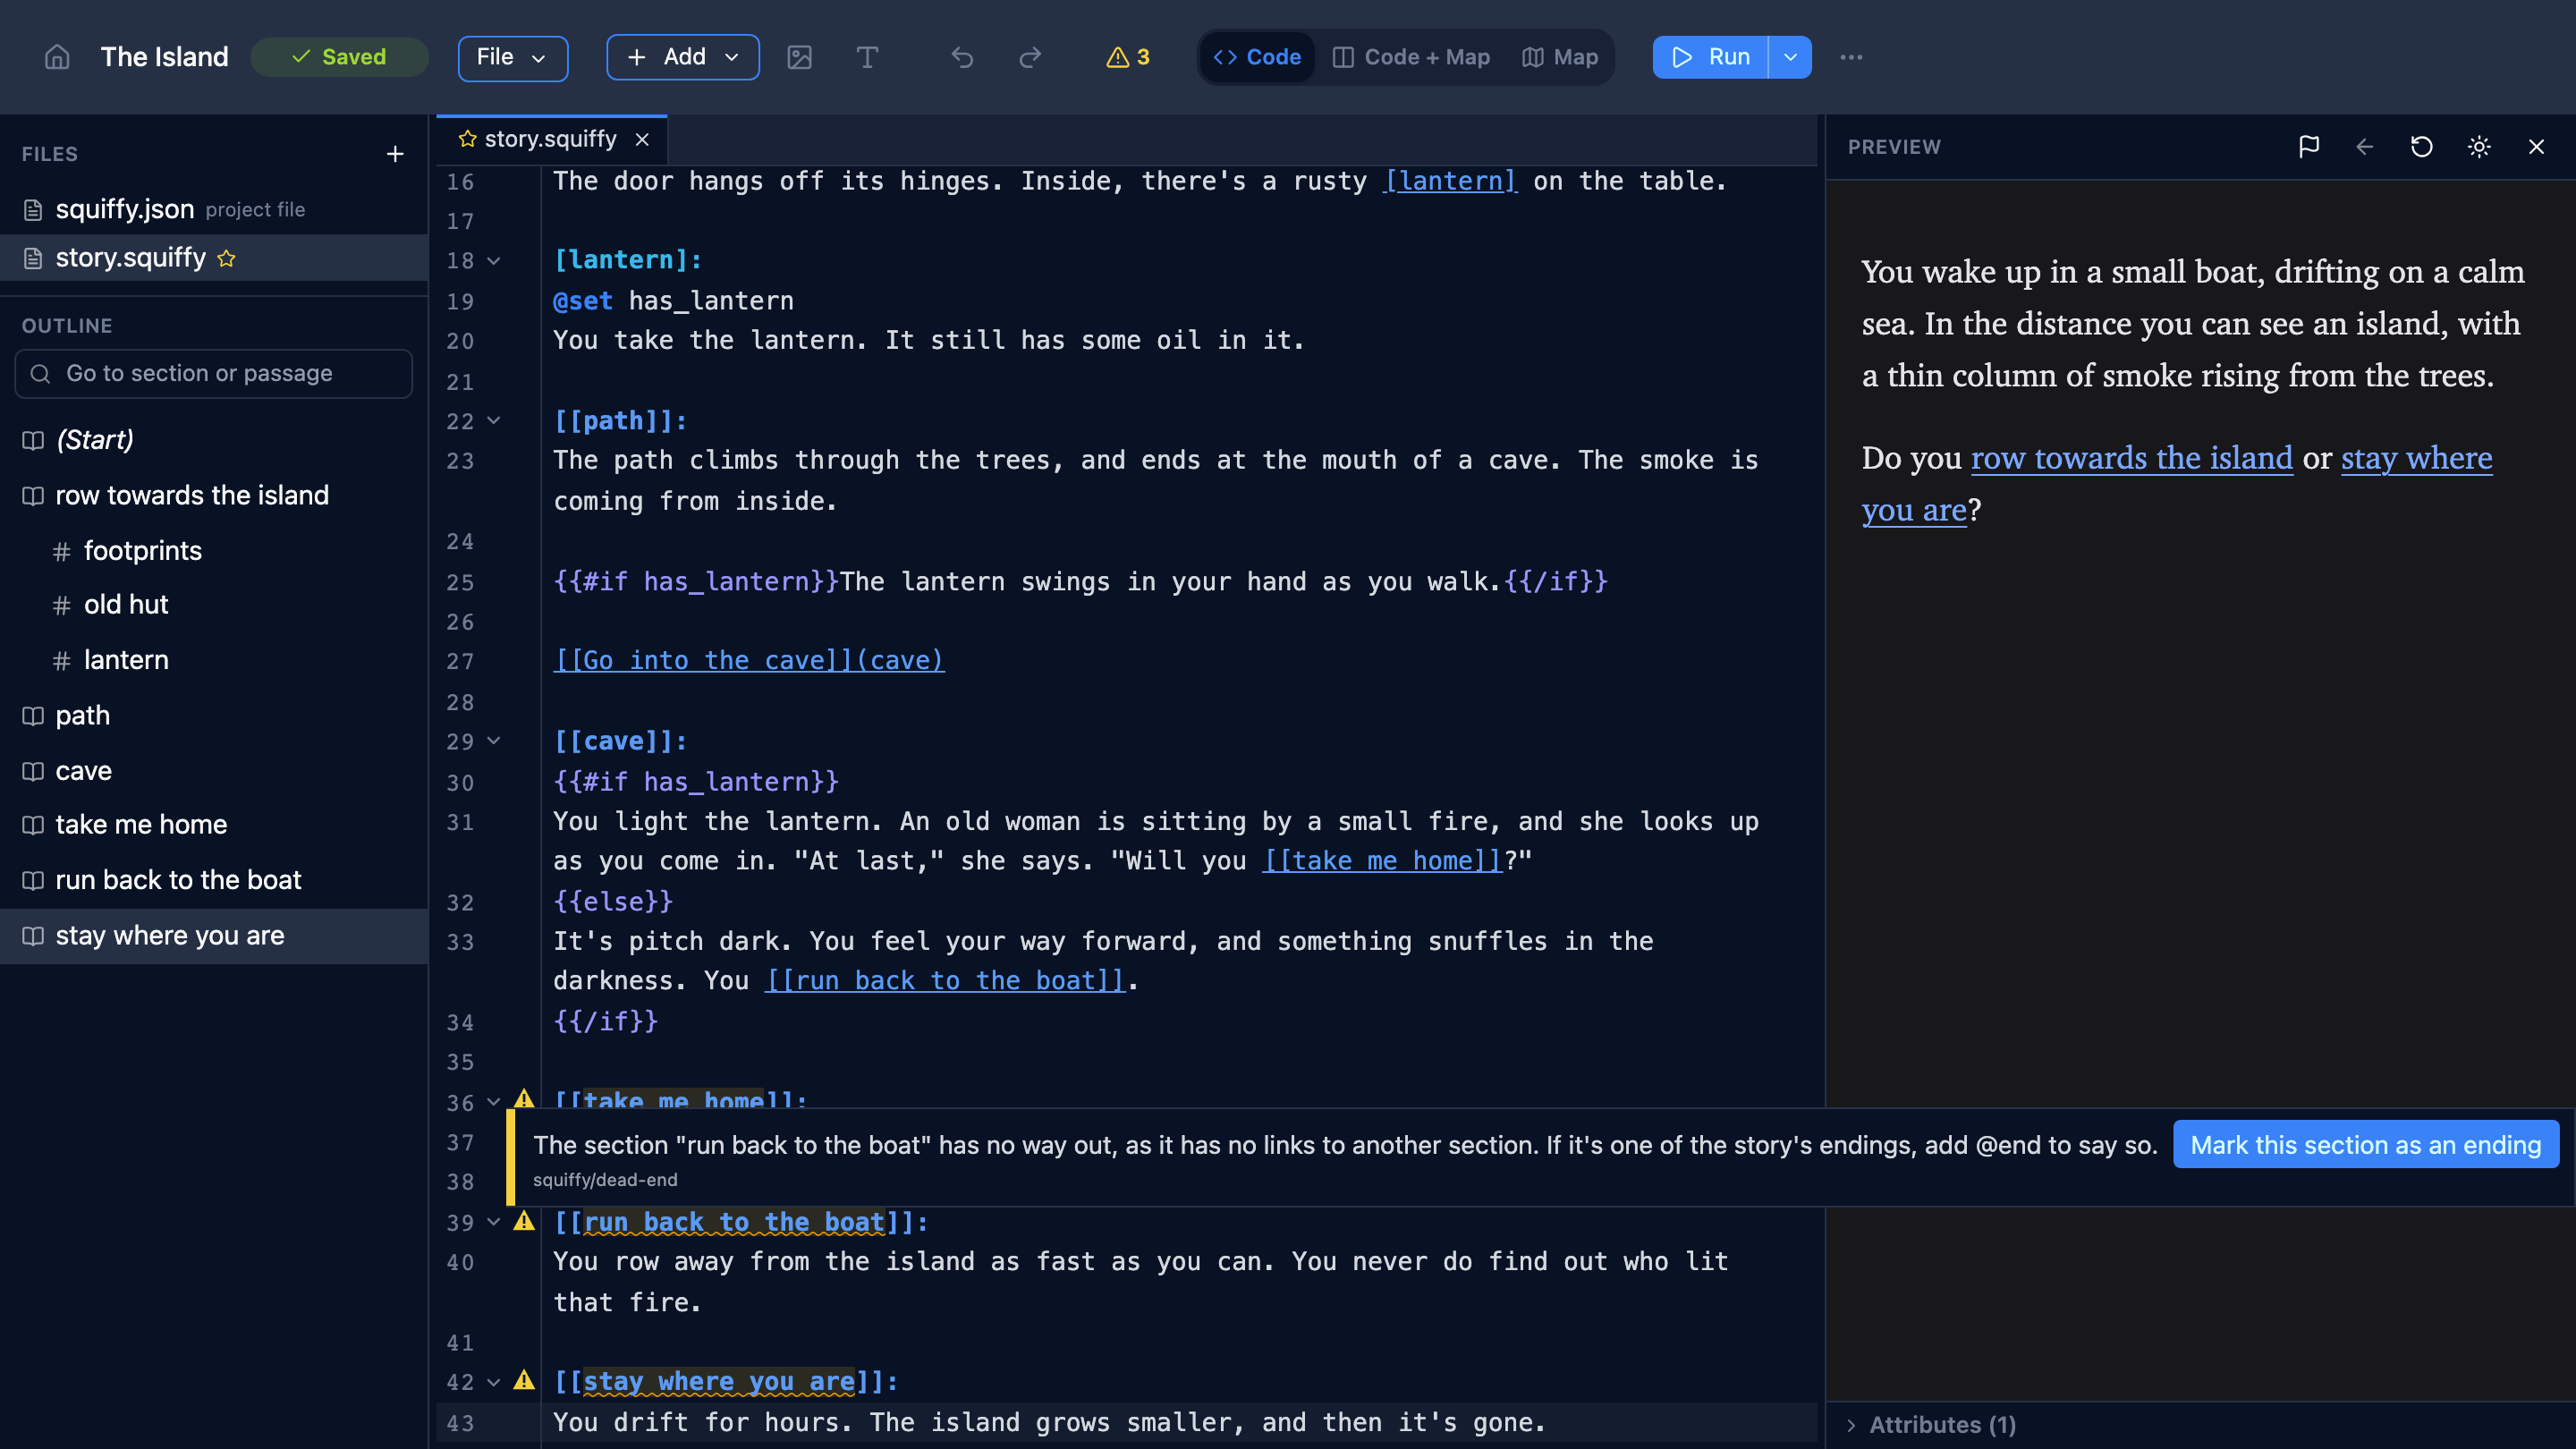 The Island
Saved
File
Add
3
Code
Code + Map
Map
Run
FILES
squiffy.json project file
story.squiffy
OUTLINE
Go to section or passage
(Start)
row towards the island
# footprints
# old hut
# lantern
path
cave
take me home
run back to the boat
stay where you are
story.squiffy
16 The door hangs off its hinges. Inside, there's a rusty [lantern] on the table.
17
18 [lantern]:
19 @set has_lantern
20 You take the lantern. It still has some oil in it.
21
22 [[path]]:
23 The path climbs through the trees, and ends at the mouth of a cave. The smoke is
coming from inside.
24
25 {{#if has_lantern}}The lantern swings in your hand as you walk.{{/if}}
26
27 [[Go into the cave]](cave)
28
29 [[cave]]:
30 {{#if has_lantern}}
31 You light the lantern. An old woman is sitting by a small fire, and she looks up
as you come in. "At last," she says. "Will you [[take me home]]?"
32 {{else}}
33 It's pitch dark. You feel your way forward, and something snuffles in the
darkness. You [[run back to the boat]].
34 {{/if}}
35
36 [[take me home]]:
37
38
The section "run back to the boat" has no way out, as it has no links to another section. If it's one of the story's endings, add @end to say so.
squiffy/dead-end
Mark this section as an ending
39 [[run back to the boat]]:
40 You row away from the island as fast as you can. You never do find out who lit
that fire.
41
42 [[stay where you are]]:
43 You drift for hours. The island grows smaller, and then it's gone.
PREVIEW
You wake up in a small boat, drifting on a calm
sea. In the distance you can see an island, with
a thin column of smoke rising from the trees.
Do you row towards the island or stay where
you are?
Attributes (1)